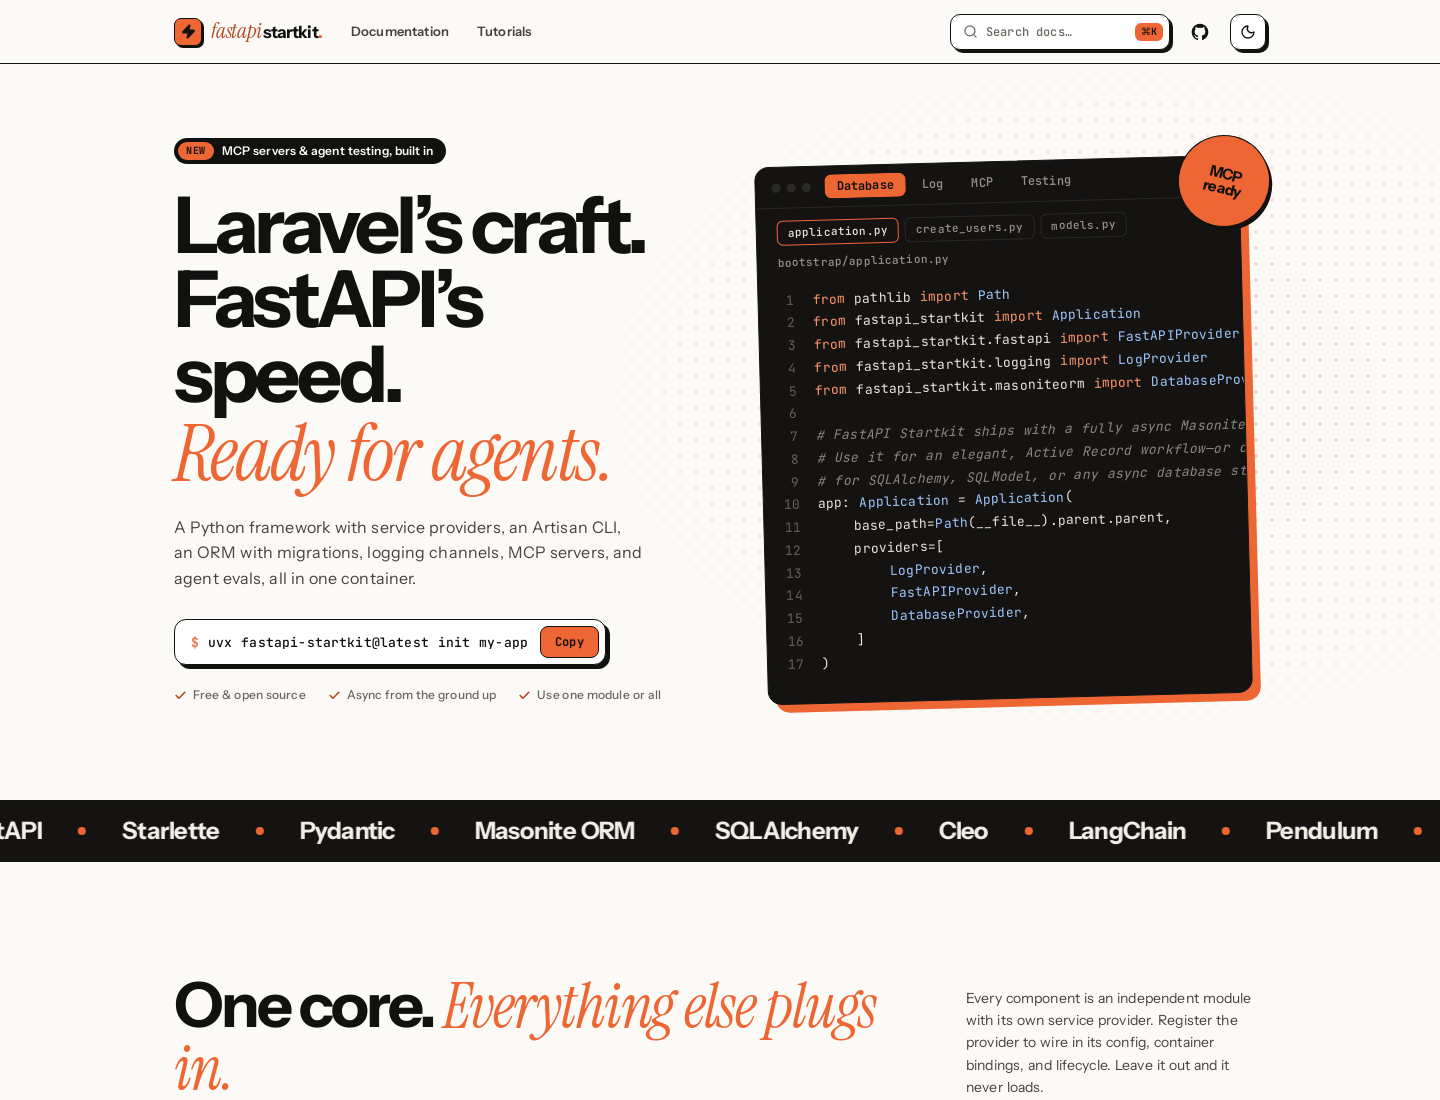 fastapi startkit.
Documentation
Tutorials
Search docs…
⌘K
NEW MCP servers & agent testing, built in
Laravel’s craft.
FastAPI’s
speed.
Ready for agents.
A Python framework with service providers, an Artisan CLI,
an ORM with migrations, logging channels, MCP servers, and
agent evals, all in one container.
$ uvx fastapi-startkit@latest init my-app
Copy
Free & open source
Async from the ground up
Use one module or all
MCP
ready
Database Log MCP Testing
application.py create_users.py models.py
bootstrap/application.py
1 from pathlib import Path
2 from fastapi_startkit import Application
3 from fastapi_startkit.fastapi import FastAPIProvider
4 from fastapi_startkit.logging import LogProvider
5 from fastapi_startkit.masoniteorm import DatabaseProv
6
7 # FastAPI Startkit ships with a fully async Masonite
8 # Use it for an elegant, Active Record workflow—or
9 # for SQLAlchemy, SQLModel, or any async database st
10 app: Application = Application(
11 base_path=Path(__file__).parent.parent,
12 providers=[
13 LogProvider,
14 FastAPIProvider,
15 DatabaseProvider,
16 ]
17 )
tAPI • Starlette • Pydantic • Masonite ORM • SQLAlchemy • Cleo • LangChain • Pendulum •
One core. Everything else plugs
in.
Every component is an independent module
with its own service provider. Register the
provider to wire in its config, container
bindings, and lifecycle. Leave it out and it
never loads.